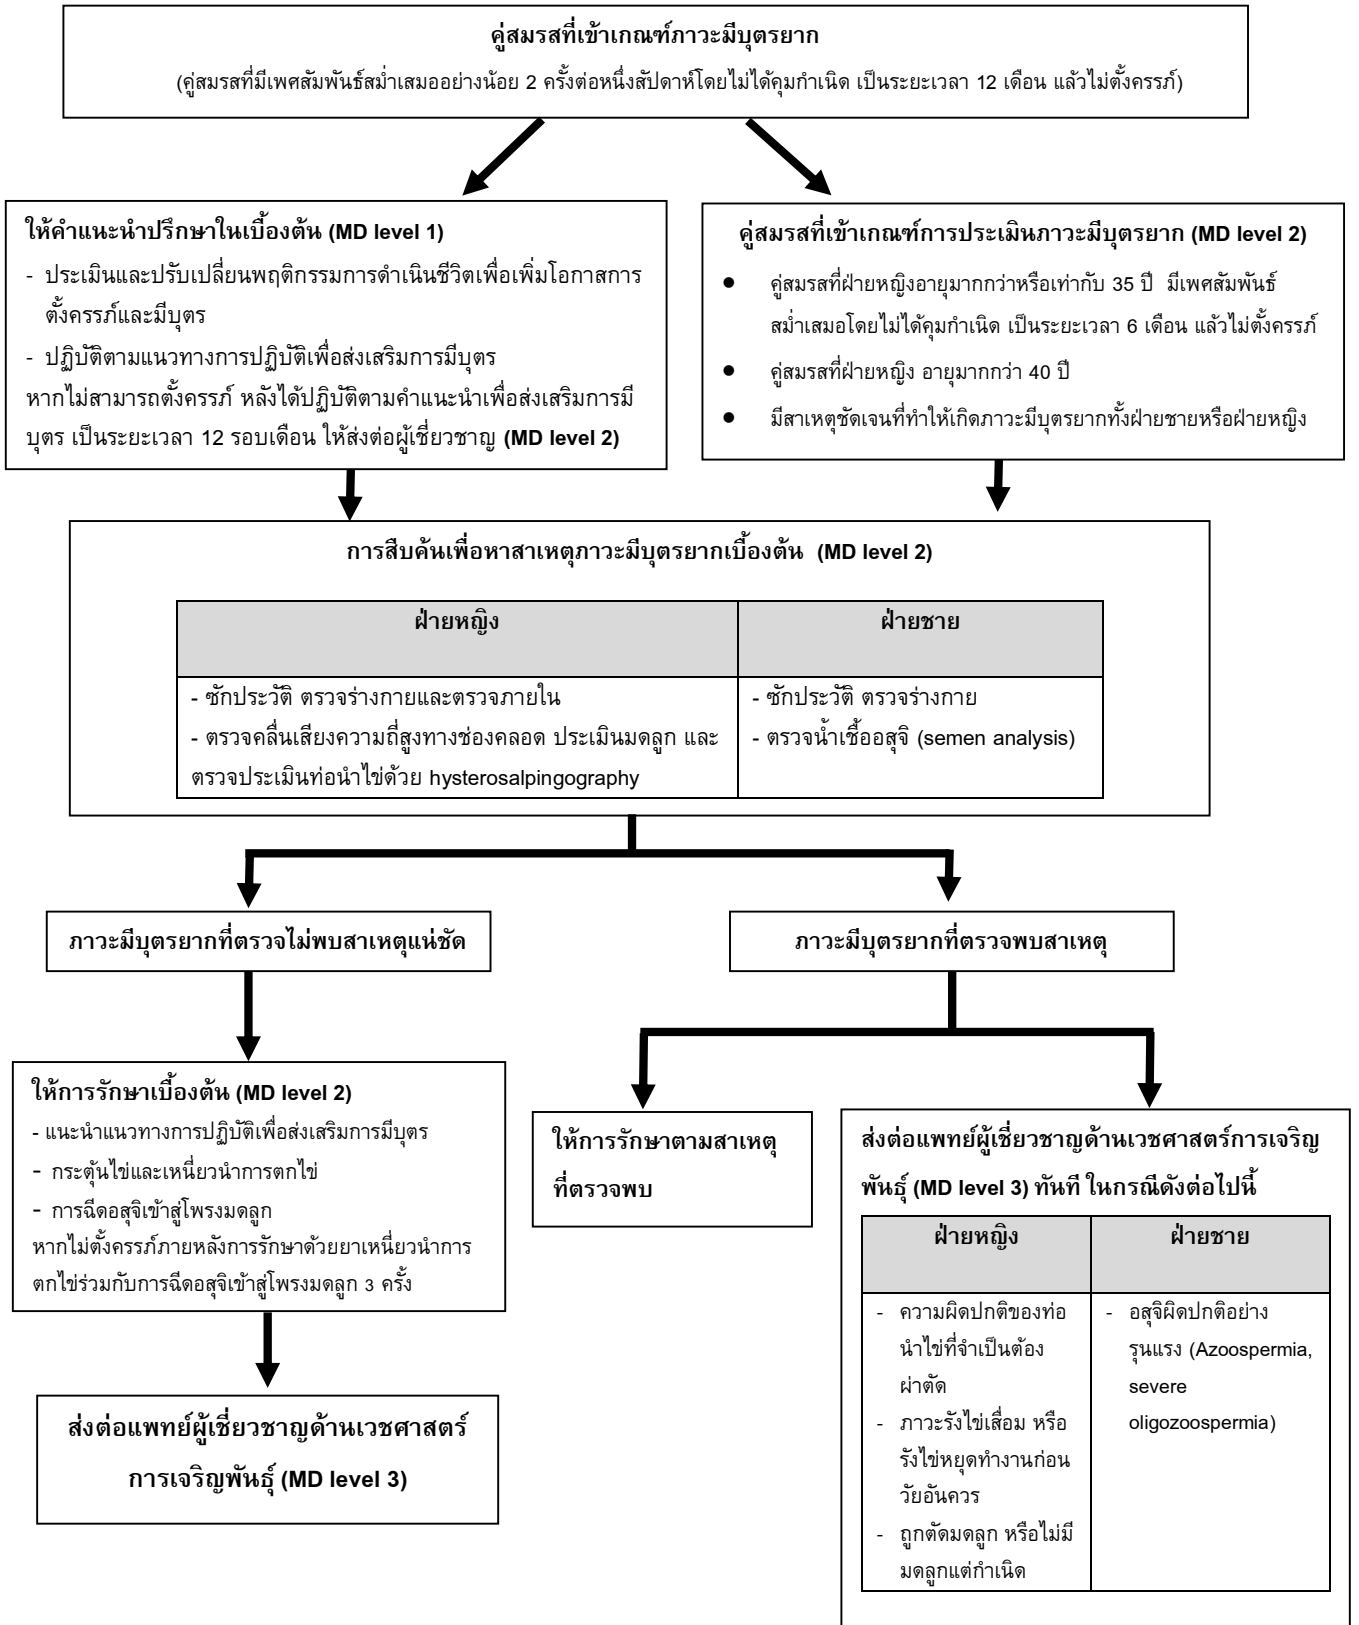 คู่สมรสที่เข้าเกณฑ์ภาวะมีบุตรยาก
(คู่สมรสที่มีเพศสัมพันธ์สม่ำเสมออย่างน้อย 2 ครั้งต่อหนึ่งสัปดาห์โดยไม่ได้คุมกำเนิด เป็นระยะเวลา 12 เดือน แล้วไม่ตั้งครรภ์)
ให้คำแนะนำปรึกษาในเบื้องต้น (MD level 1)
- ประเมินและปรับเปลี่ยนพฤติกรรมการดำเนินชีวิตเพื่อเพิ่มโอกาสการ
ตั้งครรภ์และมีบุตร
- ปฏิบัติตามแนวทางการปฏิบัติเพื่อส่งเสริมการมีบุตร
หากไม่สามารถตั้งครรภ์ หลังได้ปฏิบัติตามคำแนะนำเพื่อส่งเสริมการมี
บุตร เป็นระยะเวลา 12 รอบเดือน ให้ส่งต่อผู้เชี่ยวชาญ (MD level 2)
คู่สมรสที่เข้าเกณฑ์การประเมินภาวะมีบุตรยาก (MD level 2)
● คู่สมรสที่ฝ่ายหญิงอายุมากกว่าหรือเท่ากับ 35 ปี มีเพศสัมพันธ์
สม่ำเสมอโดยไม่ได้คุมกำเนิด เป็นระยะเวลา 6 เดือน แล้วไม่ตั้งครรภ์
● คู่สมรสที่ฝ่ายหญิง อายุมากกว่า 40 ปี
● มีสาเหตุชัดเจนที่ทำให้เกิดภาวะมีบุตรยากทั้งฝ่ายชายหรือฝ่ายหญิง
การสืบค้นเพื่อหาสาเหตุภาวะมีบุตรยากเบื้องต้น (MD level 2)
ฝ่ายหญิง
- ซักประวัติ ตรวจร่างกายและตรวจภายใน
- ตรวจคลื่นเสียงความถี่สูงทางช่องคลอด ประเมินมดลูก และ
ตรวจประเมินท่อนำไข่ด้วย hysterosalpingography
ฝ่ายชาย
- ซักประวัติ ตรวจร่างกาย
- ตรวจน้ำเชื้ออสุจิ (semen analysis)
ภาวะมีบุตรยากที่ตรวจไม่พบสาเหตุแน่ชัด
ภาวะมีบุตรยากที่ตรวจพบสาเหตุ
ให้การรักษาเบื้องต้น (MD level 2)
- แนะนำแนวทางการปฏิบัติเพื่อส่งเสริมการมีบุตร
- กระตุ้นไข่และเหนี่ยวนำการตกไข่
- การฉีดอสุจิเข้าสู่โพรงมดลูก
หากไม่ตั้งครรภ์ภายหลังการรักษาด้วยยาเหนี่ยวนำการ
ตกไข่ร่วมกับการฉีดอสุจิเข้าสู่โพรงมดลูก 3 ครั้ง
ส่งต่อแพทย์ผู้เชี่ยวชาญด้านเวชศาสตร์
การเจริญพันธุ์ (MD level 3)
ให้การรักษาตามสาเหตุ
ที่ตรวจพบ
ส่งต่อแพทย์ผู้เชี่ยวชาญด้านเวชศาสตร์การเจริญ
พันธุ์ (MD level 3) ทันที ในกรณีดังต่อไปนี้
ฝ่ายหญิง
- ความผิดปกติของท่อ
นำไข่ที่จำเป็นต้อง
ผ่าตัด
- ภาวะรังไข่เสื่อม หรือ
รังไข่หยุดทำงานก่อน
วัยอันควร
- ถูกตัดมดลูก หรือไม่มี
มดลูกแต่กำเนิด
ฝ่ายชาย
- อสุจิผิดปกติอย่าง
รุนแรง (Azoospermia,
severe
oligozoospermia)